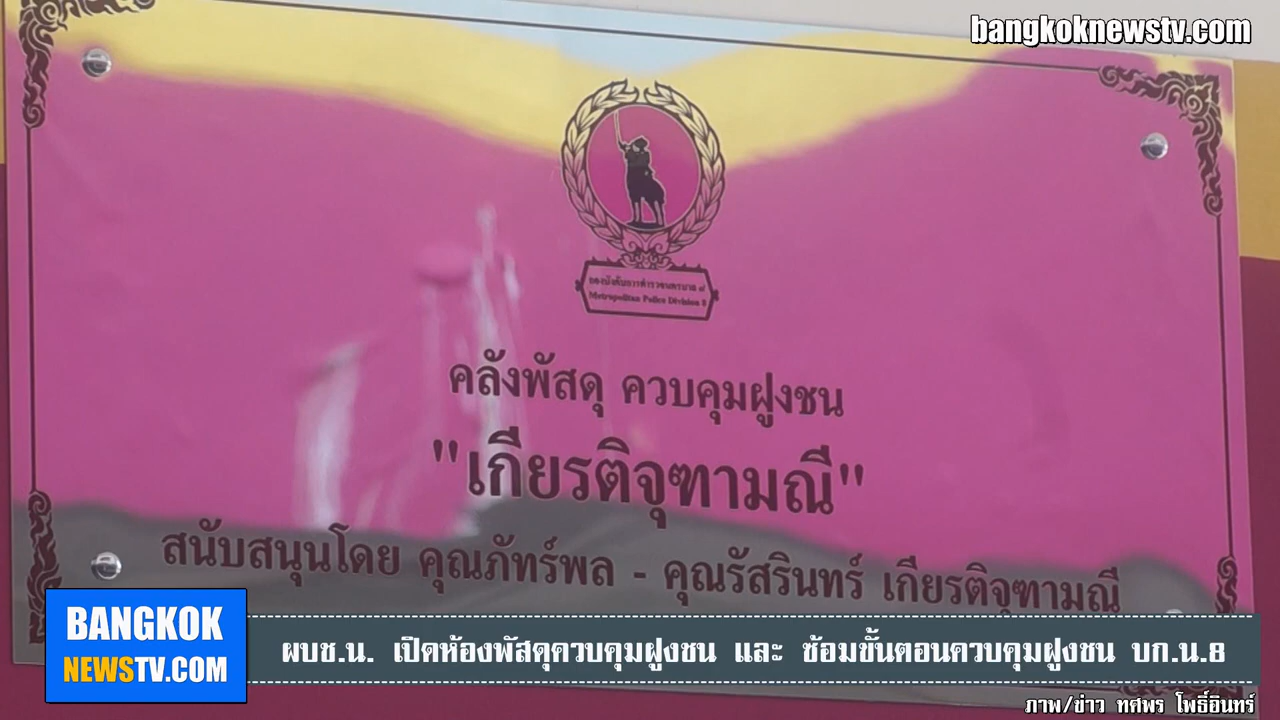 bangkoknewstv.com
กองบังคับการตำรวจนครบาล ๘
Metropolitan Police Division 8
คลังพัสดุ ควบคุมฝูงชน
"เกียรติจุฑามณี"
สนับสนุนโดย คุณภัทร์พล - คุณรัสรินทร์ เกียรติจุฑามณี
BANGKOK
NEWSTV.COM
ผบช.น. เปิดห้องพัสดุควบคุมฝูงชน และ ซ้อมขั้นตอนควบคุมฝูงชน บก.น.8
ภาพ/ข่าว ทศพร โพธิ์อินทร์